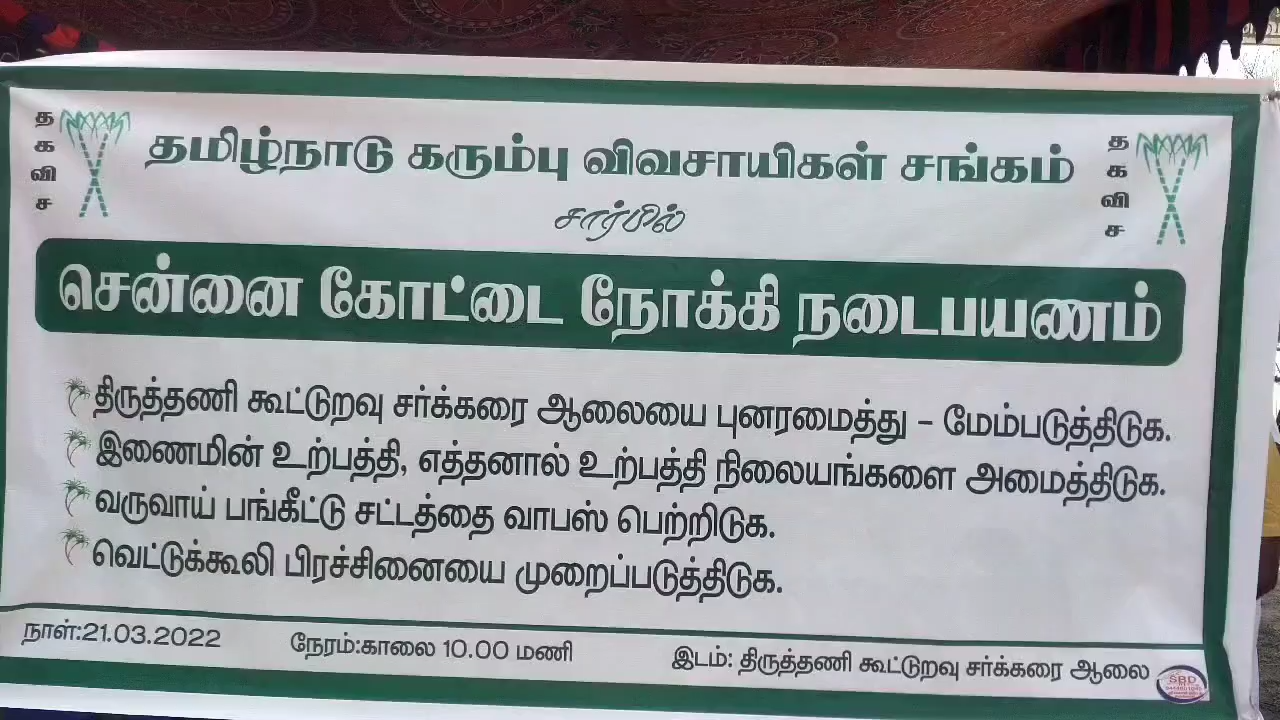 த
க
வி
ச
தமிழ்நாடு கரும்பு விவசாயிகள் சங்கம்
த
க
வி
ச
சார்பில்
சென்னை கோட்டை நோக்கி நடைபயணம்
திருத்தணி கூட்டுறவு சர்க்கரை ஆலையை புனரமைத்து – மேம்படுத்திடுக.
இணைமின் உற்பத்தி, எத்தனால் உற்பத்தி நிலையங்களை அமைத்திடுக.
வருவாய் பங்கீட்டு சட்டத்தை வாபஸ் பெற்றிடுக.
வெட்டுக்கூலி பிரச்சினையை முறைப்படுத்திடுக.
நாள்:21.03.2022 நேரம்:காலை 10.00 மணி இடம்: திருத்தணி கூட்டுறவு சர்க்கரை ஆலை
SBD